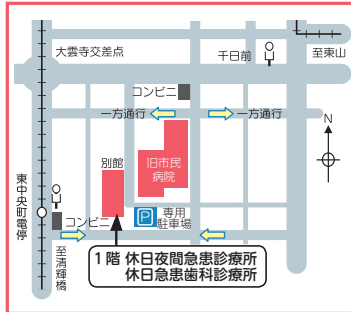 大雲寺交差点
千日前
至東山
コンビニ
一方通行
一方通行
N
別館
旧市民
病院
東中央町電停
コンビニ
P
専用
駐車場
至清輝橋
1階 休日夜間急患診療所
休日急患歯科診療所